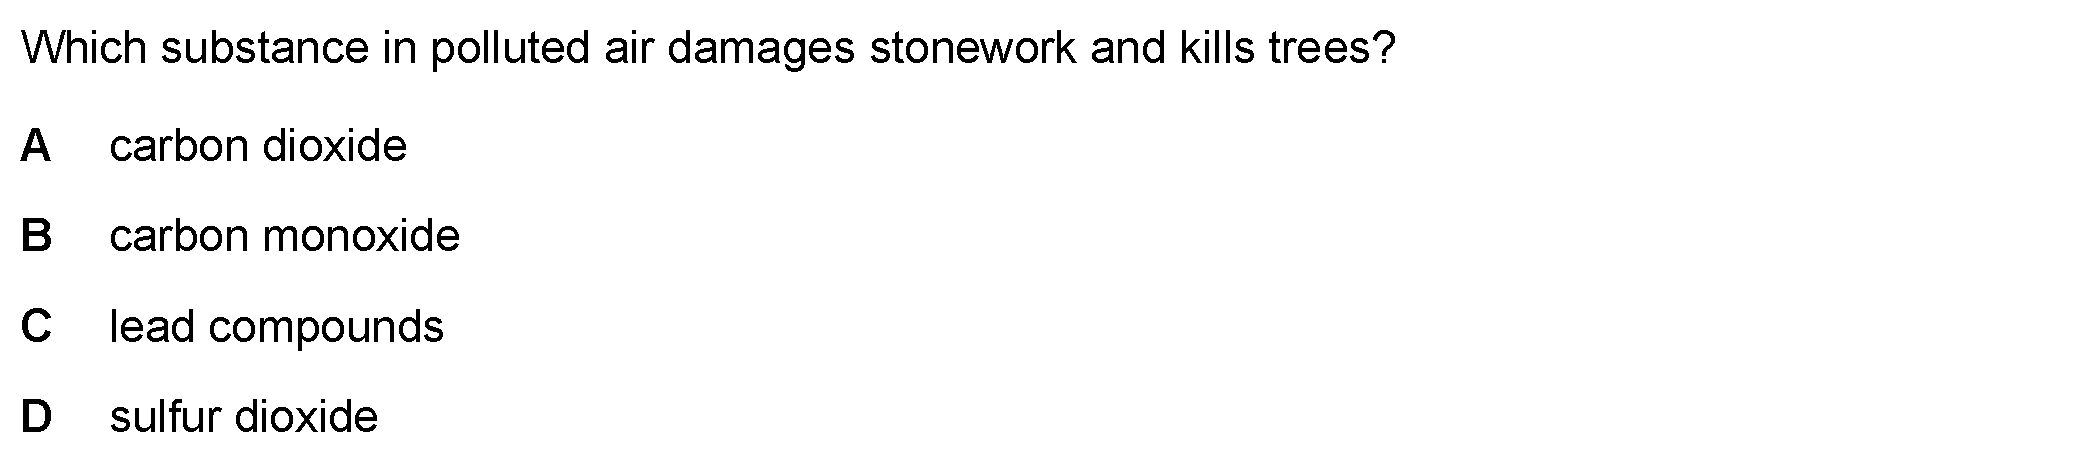 Which substance in polluted air damages stonework and kills trees?
A carbon dioxide
B carbon monoxide
C lead compounds
D sulfur dioxide